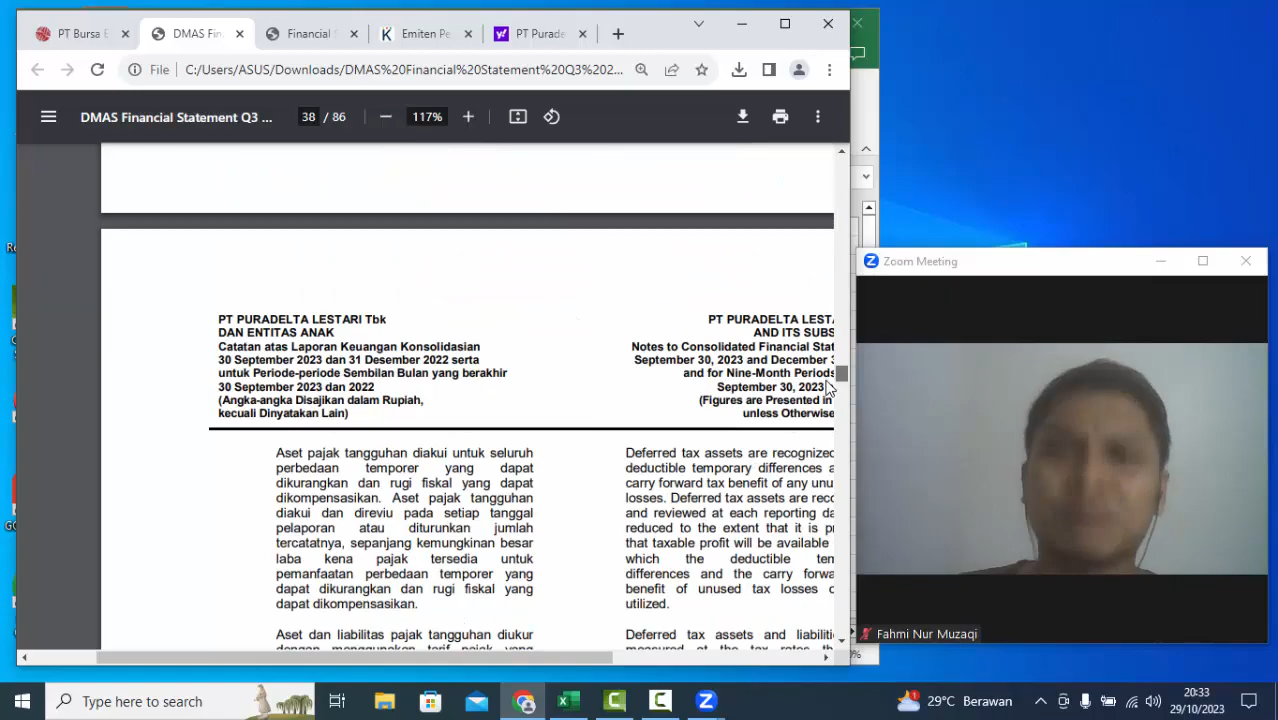 PT Bursa E
DMAS Fin
Financial S
Emiten Pe
PT Purade
File
C:/Users/ASUS/Downloads/DMAS%20Financial%20Statement%20Q3%202...
DMAS Financial Statement Q3 ...
38 / 86
117%
PT PURADELTA LESTARI Tbk
DAN ENTITAS ANAK
Catatan atas Laporan Keuangan Konsolidasian
30 September 2023 dan 31 Desember 2022 serta
untuk Periode-periode Sembilan Bulan yang berakhir
30 September 2023 dan 2022
(Angka-angka Disajikan dalam Rupiah,
kecuali Dinyatakan Lain)
PT PURADELTA LESTA
AND ITS SUBS
Notes to Consolidated Financial Stat
September 30, 2023 and December 3
and for Nine-Month Periods
September 30, 2023
(Figures are Presented in
unless Otherwise
Aset pajak tangguhan diakui untuk seluruh
perbedaan temporer yang dapat
dikurangkan dan rugi fiskal yang dapat
dikompensasikan. Aset pajak tangguhan
diakui dan direviu pada setiap tanggal
pelaporan atau diturunkan jumlah
tercatatnya, sepanjang kemungkinan besar
laba kena pajak tersedia untuk
pemanfaatan perbedaan temporer yang
dapat dikurangkan dan rugi fiskal yang
dapat dikompensasikan.
Aset dan liabilitas pajak tangguhan diukur
dengan menggunakan tarif pajak yang
Deferred tax assets are recognized
deductible temporary differences a
carry forward tax benefit of any unu
losses. Deferred tax assets are reco
and reviewed at each reporting da
reduced to the extent that it is pr
that taxable profit will be available
which the deductible tem
differences and the carry forwa
benefit of unused tax losses c
utilized.
Deferred tax assets and liabiliti
measured at the tax rates tha
Zoom Meeting
Fahmi Nur Muzaqi
Type here to search
29°C Berawan
20:33
29/10/2023